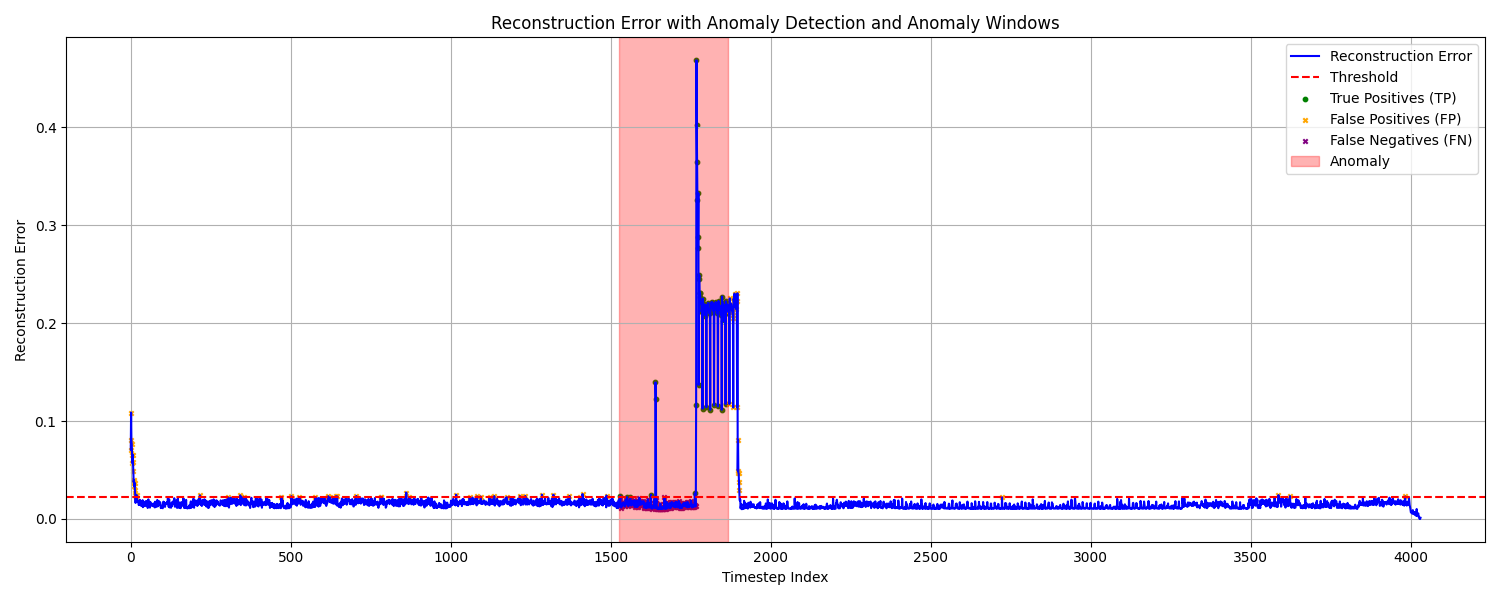 Reconstruction Error with Anomaly Detection and Anomaly Windows
Reconstruction Error
Threshold
True Positives (TP)
False Positives (FP)
False Negatives (FN)
Anomaly
Reconstruction Error
0.4
0.3
0.2
0.1
0.0
0 500 1000 1500 2000 2500 3000 3500 4000
Timestep Index